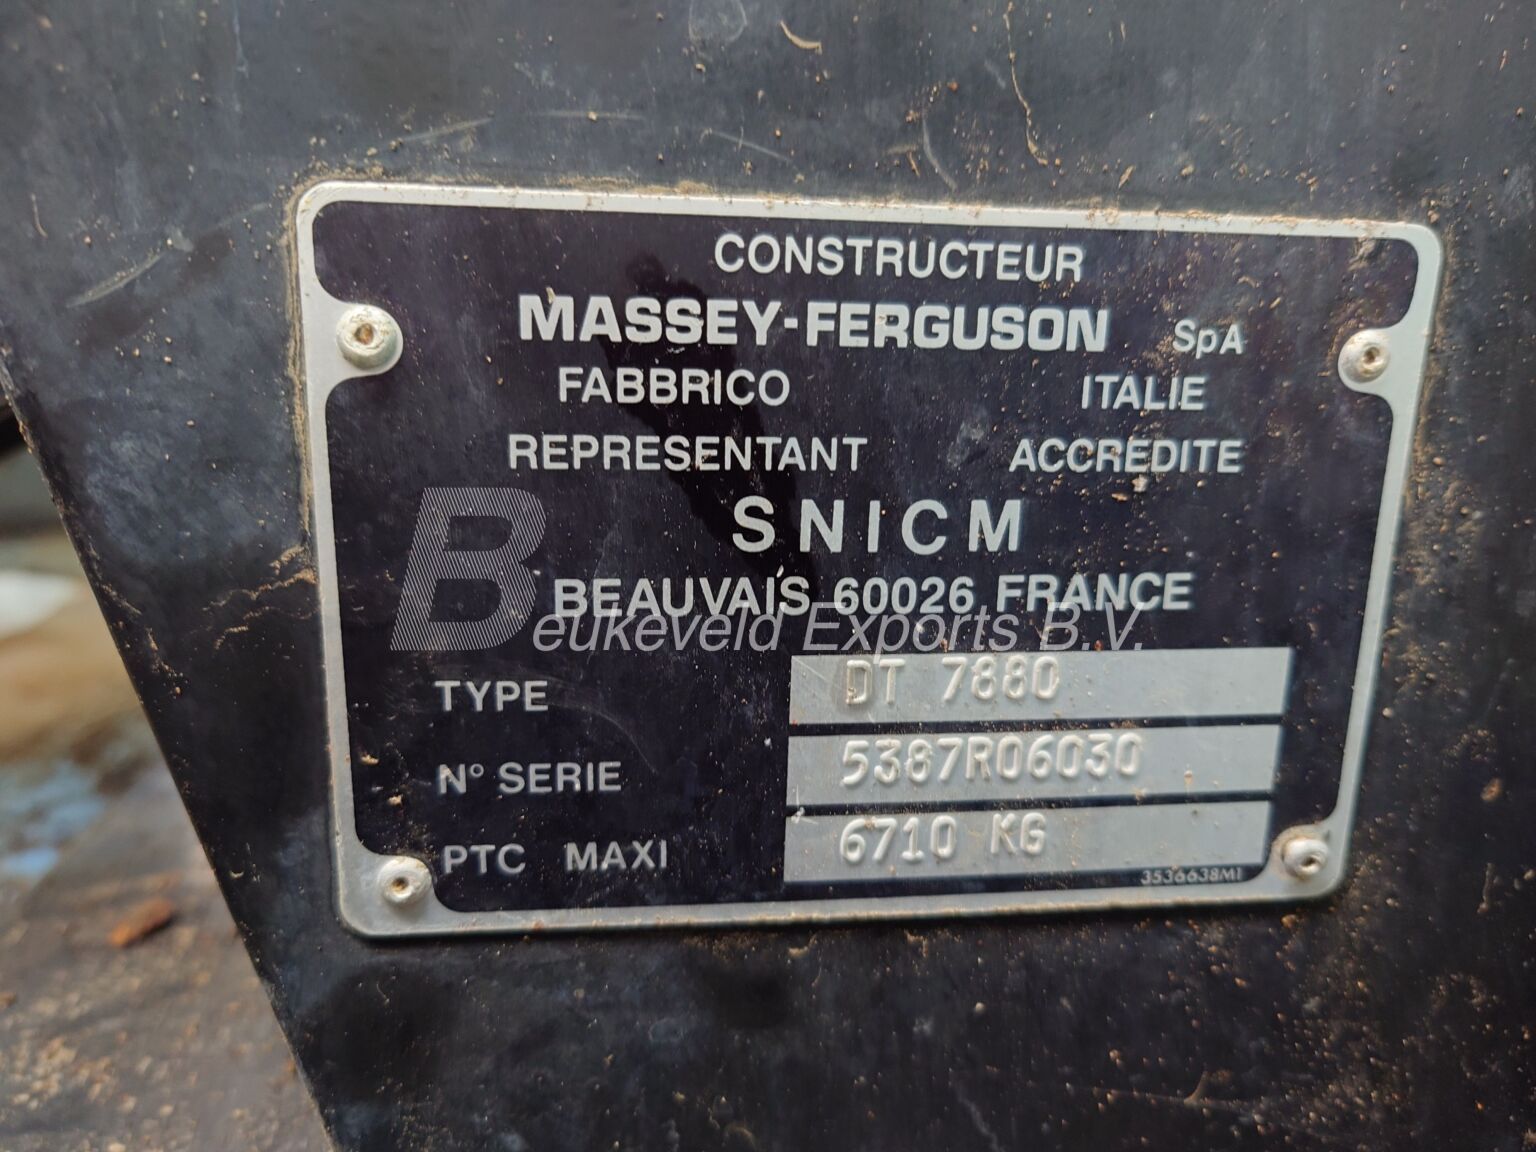 CONSTRUCTEUR
MASSEY-FERGUSON SpA
FABBRICO ITALIE
REPRESENTANT ACCREDITE
SNICM
BEAUVAIS 60026 FRANCE
Beukeveld Exports B.V.
TYPE DT 7880
N° SERIE 5387R06030
PTC MAXI 6710 KG
3536638M1